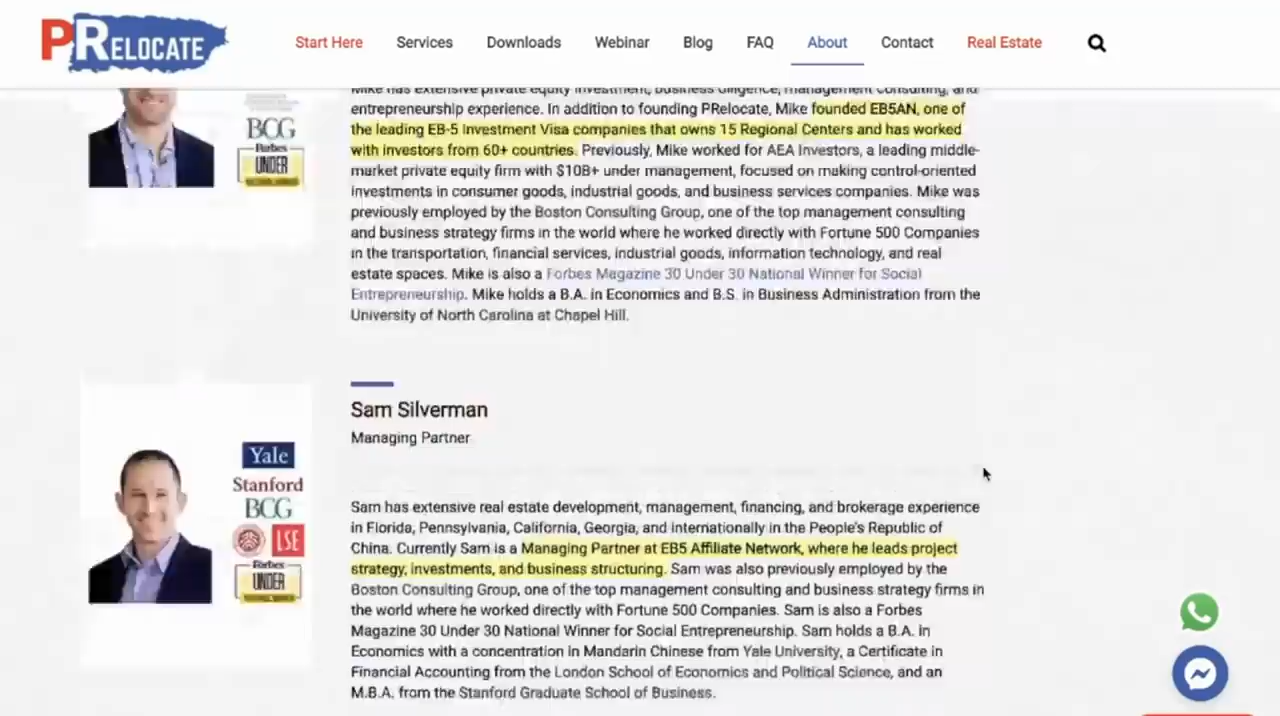 PRELOCATE
Start Here Services Downloads Webinar Blog FAQ About Contact Real Estate
Mike has extensive private equity investment, business diligence, management consulting, and
entrepreneurship experience. In addition to founding PRelocate, Mike founded EB5AN, one of
the leading EB-5 Investment Visa companies that owns 15 Regional Centers and has worked
with investors from 60+ countries. Previously, Mike worked for AEA Investors, a leading middle-
market private equity firm with $10B+ under management, focused on making control-oriented
investments in consumer goods, industrial goods, and business services companies. Mike was
previously employed by the Boston Consulting Group, one of the top management consulting
and business strategy firms in the world where he worked directly with Fortune 500 Companies
in the transportation, financial services, industrial goods, information technology, and real
estate spaces. Mike is also a Forbes Magazine 30 Under 30 National Winner for Social
Entrepreneurship. Mike holds a B.A. in Economics and B.S. in Business Administration from the
University of North Carolina at Chapel Hill.
BCG
Forbes
UNDER
Sam Silverman
Managing Partner
Yale
Stanford
BCG
LSE
Forbes
UNDER
Sam has extensive real estate development, management, financing, and brokerage experience
in Florida, Pennsylvania, California, Georgia, and internationally in the People's Republic of
China. Currently Sam is a Managing Partner at EB5 Affiliate Network, where he leads project
strategy, investments, and business structuring. Sam was also previously employed by the
Boston Consulting Group, one of the top management consulting and business strategy firms in
the world where he worked directly with Fortune 500 Companies. Sam is also a Forbes
Magazine 30 Under 30 National Winner for Social Entrepreneurship. Sam holds a B.A. in
Economics with a concentration in Mandarin Chinese from Yale University, a Certificate in
Financial Accounting from the London School of Economics and Political Science, and an
M.B.A. from the Stanford Graduate School of Business.